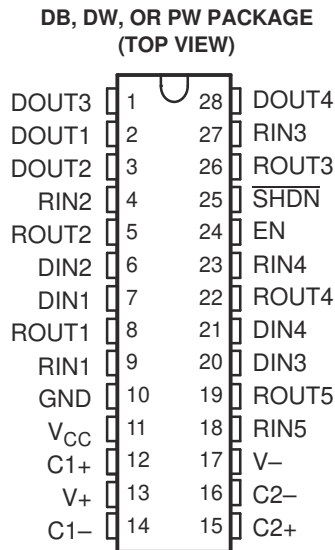 DB, DW, OR PW PACKAGE
(TOP VIEW)
DOUT3 1 28 DOUT4
DOUT1 2 27 RIN3
DOUT2 3 26 ROUT3
RIN2 4 25 S̅H̅D̅N̅
ROUT2 5 24 EN
DIN2 6 23 RIN4
DIN1 7 22 ROUT4
ROUT1 8 21 DIN4
RIN1 9 20 DIN3
GND 10 19 ROUT5
VCC 11 18 RIN5
C1+ 12 17 V–
V+ 13 16 C2–
C1– 14 15 C2+